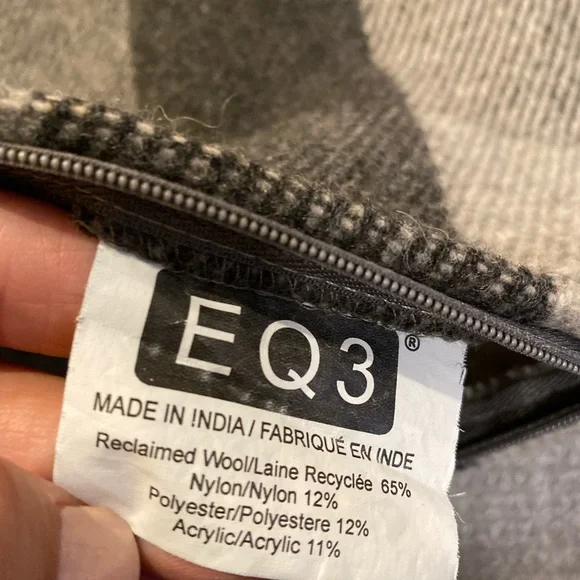 EQ3®
MADE IN INDIA / FABRIQUÉ EN INDE
Reclaimed Wool/Laine Recyclée 65%
Nylon/Nylon 12%
Polyester/Polyestere 12%
Acrylic/Acrylic 11%